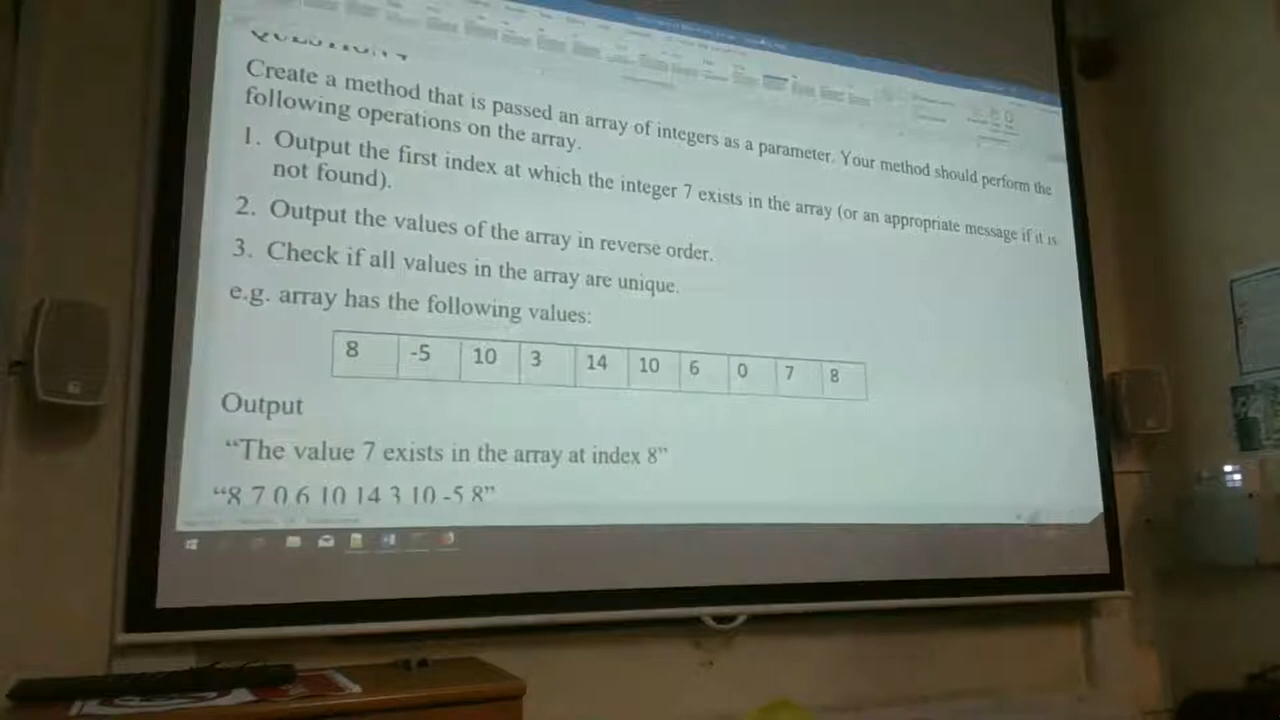 Create a method that is passed an array of integers as a parameter. Your method should perform the
following operations on the array.
1. Output the first index at which the integer 7 exists in the array (or an appropriate message if it is
not found).
2. Output the values of the array in reverse order.
3. Check if all values in the array are unique.
e.g. array has the following values:
8 -5 10 3 14 10 6 0 7 8
Output
“The value 7 exists in the array at index 8”
“8 7 0 6 10 14 3 10 -5 8”